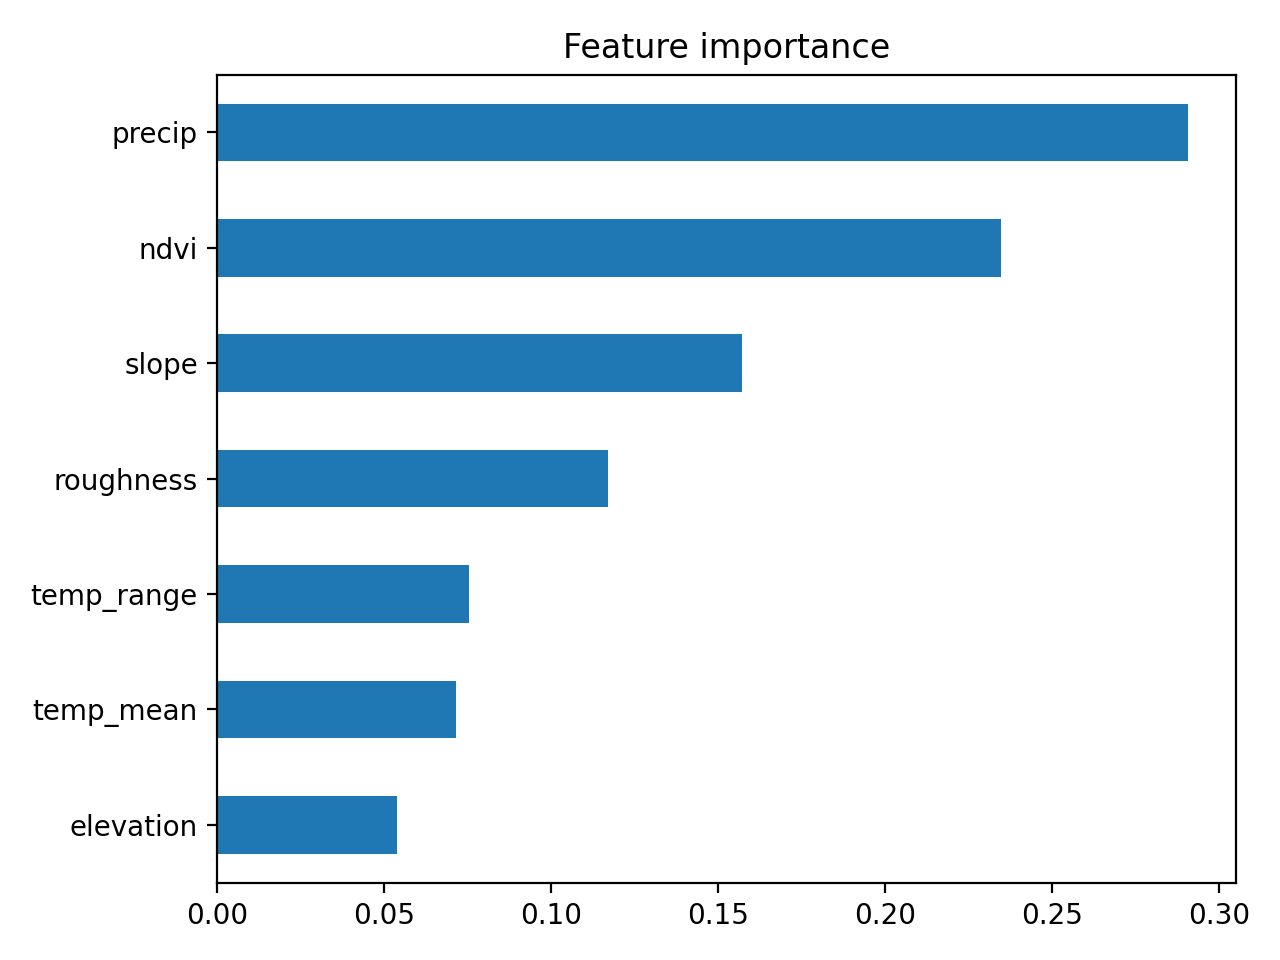 Feature importance
precip
ndvi
slope
roughness
temp_range
temp_mean
elevation
0.00 0.05 0.10 0.15 0.20 0.25 0.30